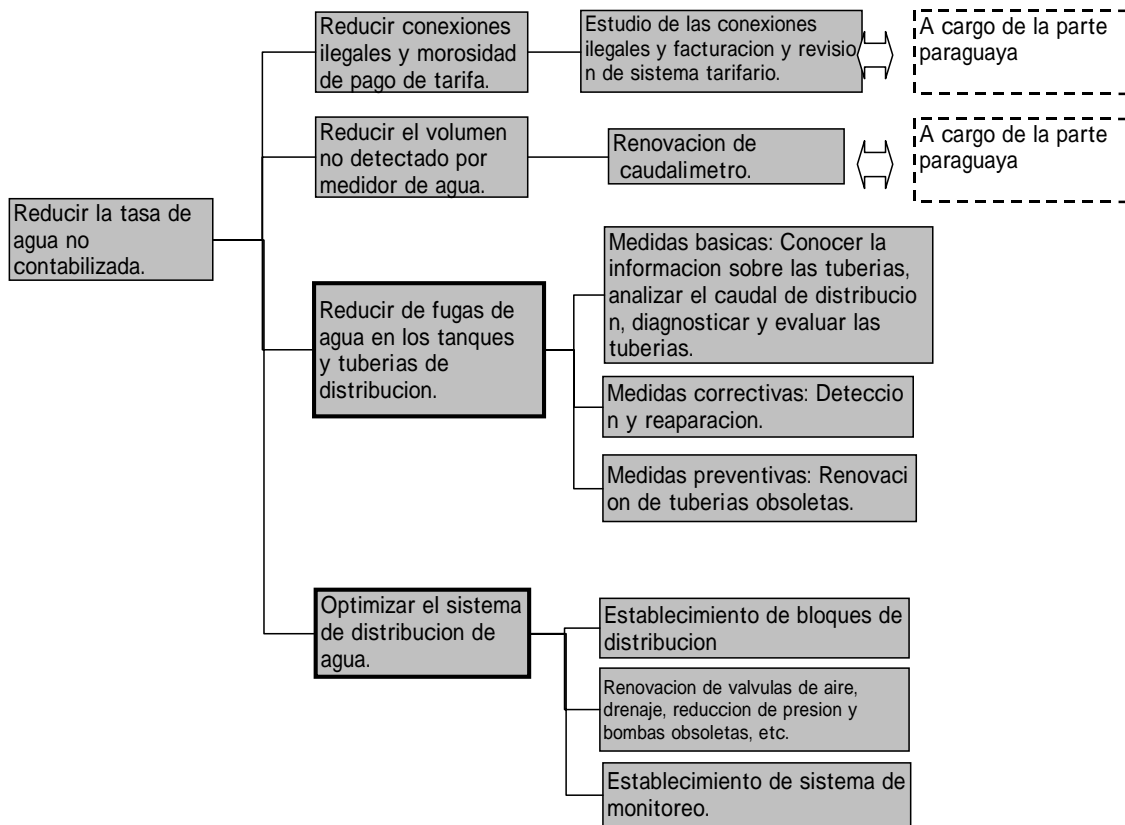 Reducir la tasa de
agua no
contabilizada.
Reducir conexiones
ilegales y morosidad
de pago de tarifa.
Estudio de las conexiones
ilegales y facturacion y revisio
n de sistema tarifario.
A cargo de la parte
paraguaya
Reducir el volumen
no detectado por
medidor de agua.
Renovacion de
caudalimetro.
A cargo de la parte
paraguaya
Reducir de fugas de
agua en los tanques
y tuberias de
distribucion.
Medidas basicas: Conocer la
informacion sobre las tuberias,
analizar el caudal de distribucio
n, diagnosticar y evaluar las
tuberias.
Medidas correctivas: Deteccio
n y reaparacion.
Medidas preventivas: Renovaci
on de tuberias obsoletas.
Optimizar el sistema
de distribucion de
agua.
Establecimiento de bloques de
distribucion
Renovacion de valvulas de aire,
drenaje, reduccion de presion y
bombas obsoletas, etc.
Establecimiento de sistema de
monitoreo.